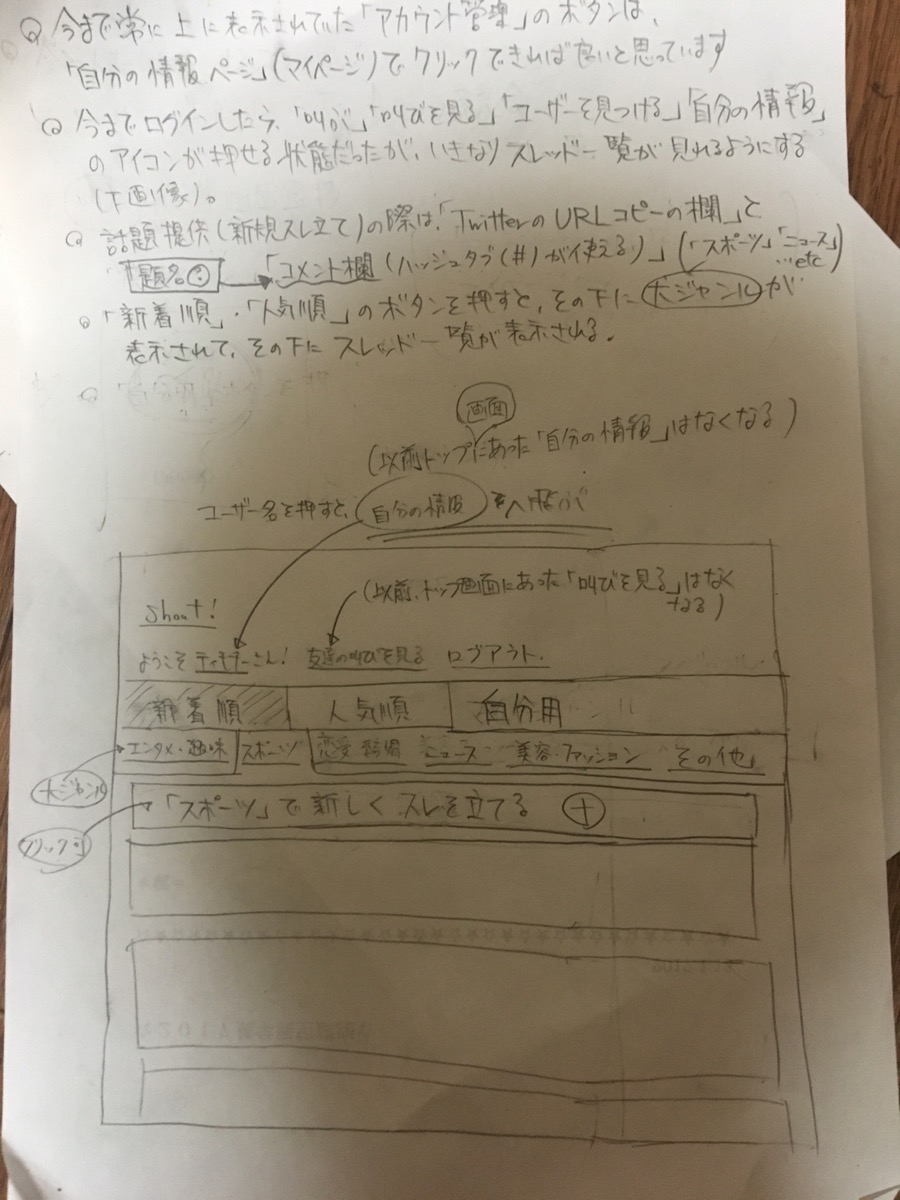 今まで常に上に表示されていた「アカウント管理」のボタンは、
「自分の情報ページ」(マイページ)でクリックできれば良いと思っています
今までログインしたら、「叫ぶ」「叫びを見る」「ユーザーを見つける」「自分の情報」
のアイコンが押せる状態だったが、いきなりスレッド一覧が見れるようにする
(下画像)。
話題提供(新規スレ立て)の際は、「TwitterのURLコピーの欄」と
題名 「コメント欄(ハッシュタブ(#)が使える)」(「スポーツ」「ニュース」
…etc)
「新着順」・「人気順」のボタンを押すと、その下に大ジャンルが
表示されて、その下にスレッド一覧が表示される。
画面
(以前トップにあった「自分の情報」はなくなる)
ユーザー名を押すと、自分の情報 へ飛ぶ
(以前、トップ画面にあった「叫びを見る」はなく
なる)
Shout!
ようこそ さん! 友達の叫びを見る ログアウト.
新着順 人気順 自分用
エンタメ・趣味 スポーツ 恋愛 ニュース 美容・ファッション その他
大ジャンル
「スポーツ」で新しくスレを立てる +
クリック可